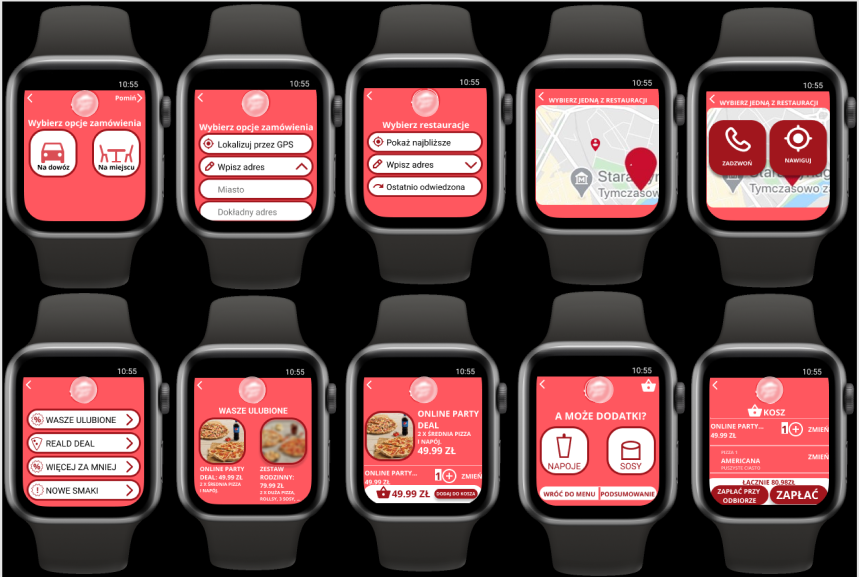 10:55
Pomiń
Wybierz opcje zamówienia
Na dowóz
Na miejscu
10:55
Wybierz opcje zamówienia
Lokalizuj przez GPS
Wpisz adres
Miasto
Dokładny adres
10:55
Wybierz restauracje
Pokaż najbliższe
Wpisz adres
Ostatnio odwiedzona
10:55
WYBIERZ JEDNĄ Z RESTAURACJI
Tymczasow
10:55
WYBIERZ JEDNĄ Z RESTAURACJI
ZADZWOŃ
NAWIGUJ
Tymczasowo za
10:55
WASZE ULUBIONE
REALD DEAL
WIĘCEJ ZA MNIEJ
NOWE SMAKI
10:55
WASZE ULUBIONE
ONLINE PARTY
DEAL: 49.99 ZŁ
2 X ŚREDNIA PIZZA
I NAPÓJ
ZESTAW
RODZINNY:
79.99 ZŁ
2 X DUŻA PIZZA,
ROLLSY, 3 SOSY,
10:55
ONLINE PARTY
DEAL
2 X ŚREDNIA PIZZA
I NAPÓJ.
49.99 ZŁ
ONLINE PARTY...
49.99 ZŁ
1
ZMIEŃ
49.99 ZŁ
DODAJ DO KOSZA
10:55
A MOŻE DODATKI?
NAPOJE
SOSY
WRÓĆ DO MENU
PODSUMOWANIE
10:55
KOSZ
ONLINE PARTY...
49.99 ZŁ
1
ZMIEŃ
PIZZA 1
AMERICANA
PUSZYSTE CIASTO
ZMIEŃ
ŁĄCZNIE 80,98ZŁ
ZAPŁAĆ PRZY
ODBIORZE
ZAPŁAĆ